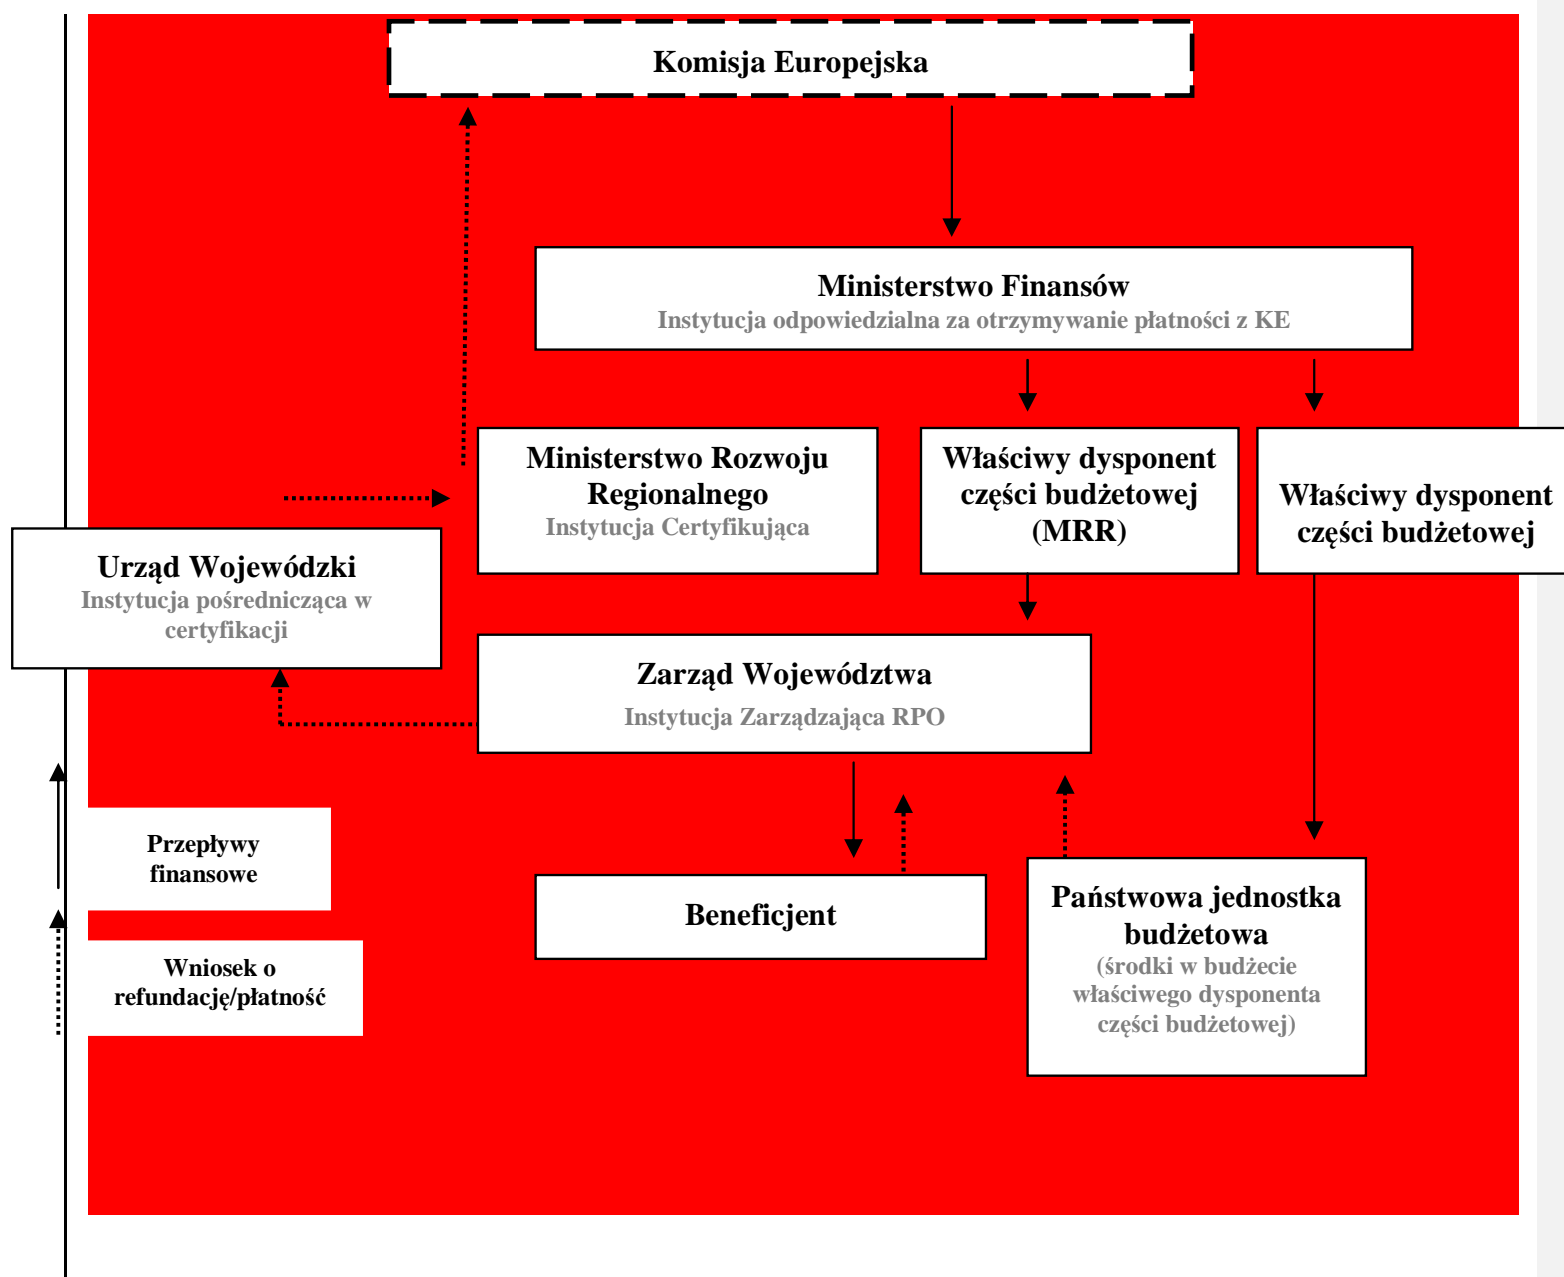 Komisja Europejska
Ministerstwo Finansów
Instytucja odpowiedzialna za otrzymywanie płatności z KE
Ministerstwo Rozwoju
Regionalnego
Instytucja Certyfikująca
Właściwy dysponent
części budżetowej
(MRR)
Właściwy dysponent
części budżetowej
Urząd Wojewódzki
Instytucja pośrednicząca w
certyfikacji
Zarząd Województwa
Instytucja Zarządzająca RPO
Przepływy
finansowe
Beneficjent
Państwowa jednostka
budżetowa
(środki w budżecie
właściwego dysponenta
części budżetowej)
Wniosek o
refundację/płatność